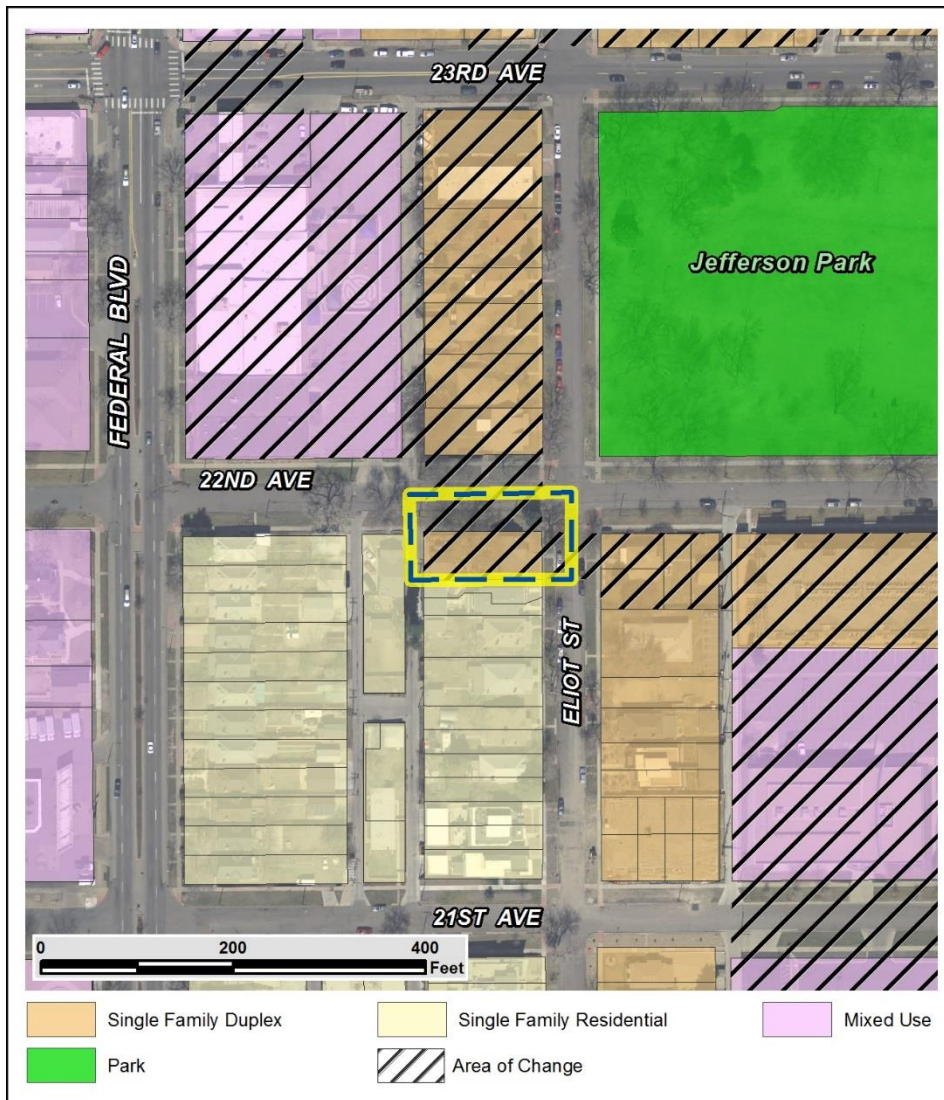 23RD AVE
Jefferson Park
FEDERAL BLVD
22ND AVE
ELIOT ST
21ST AVE
0 200 400
Feet
Single Family Duplex Single Family Residential Mixed Use
Park Area of Change